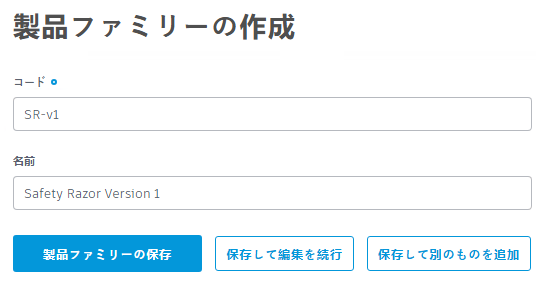 製品ファミリーの作成
コード
SR-v1
名前
Safety Razor Version 1
製品ファミリーの保存 保存して編集を続行 保存して別のものを追加